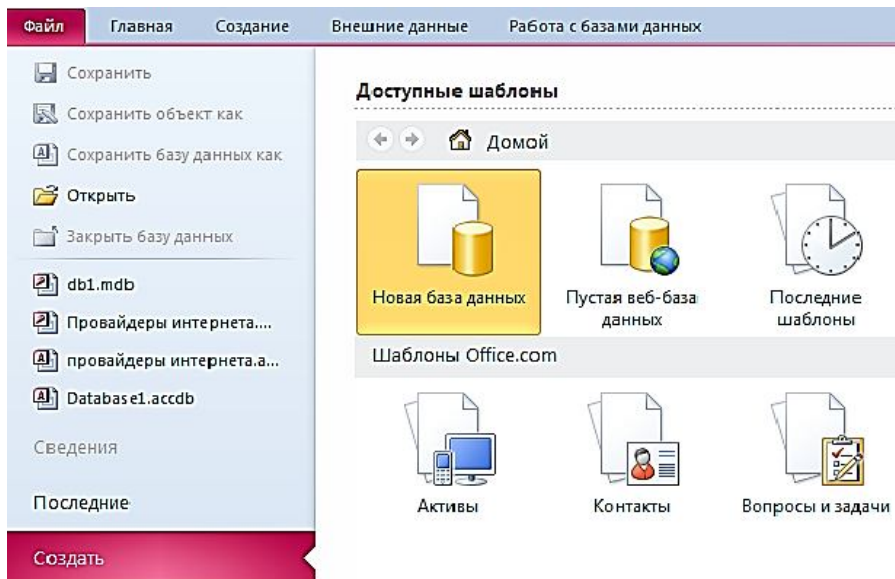 Файл Главная Создание Внешние данные Работа с базами данных
Сохранить
Сохранить объект как
Сохранить базу данных как
Открыть
Закрыть базу данных
db1.mdb
Провайдеры интернета....
провайдеры интернета.a...
Database1.accdb
Сведения
Последние
Создать
Доступные шаблоны
Домой
Новая база данных
Пустая веб-база
данных
Последние
шаблоны
Шаблоны Office.com
Активы
Контакты
Вопросы и задачи